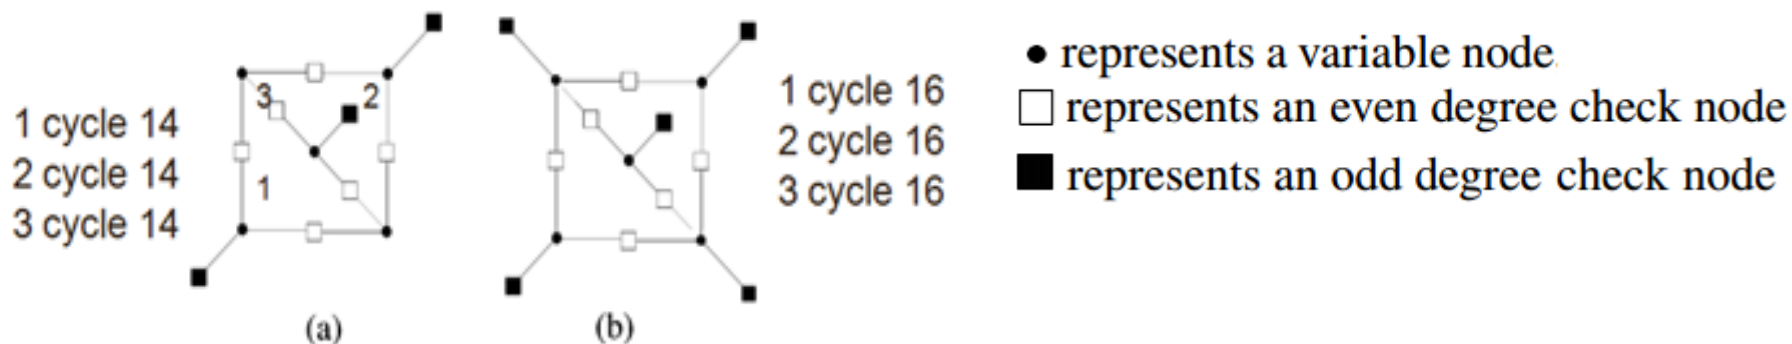 1 cycle 14
2 cycle 14
3 cycle 14
3
2
1
(a)
(b)
1 cycle 16
2 cycle 16
3 cycle 16
represents a variable node.
represents an even degree check node
represents an odd degree check node